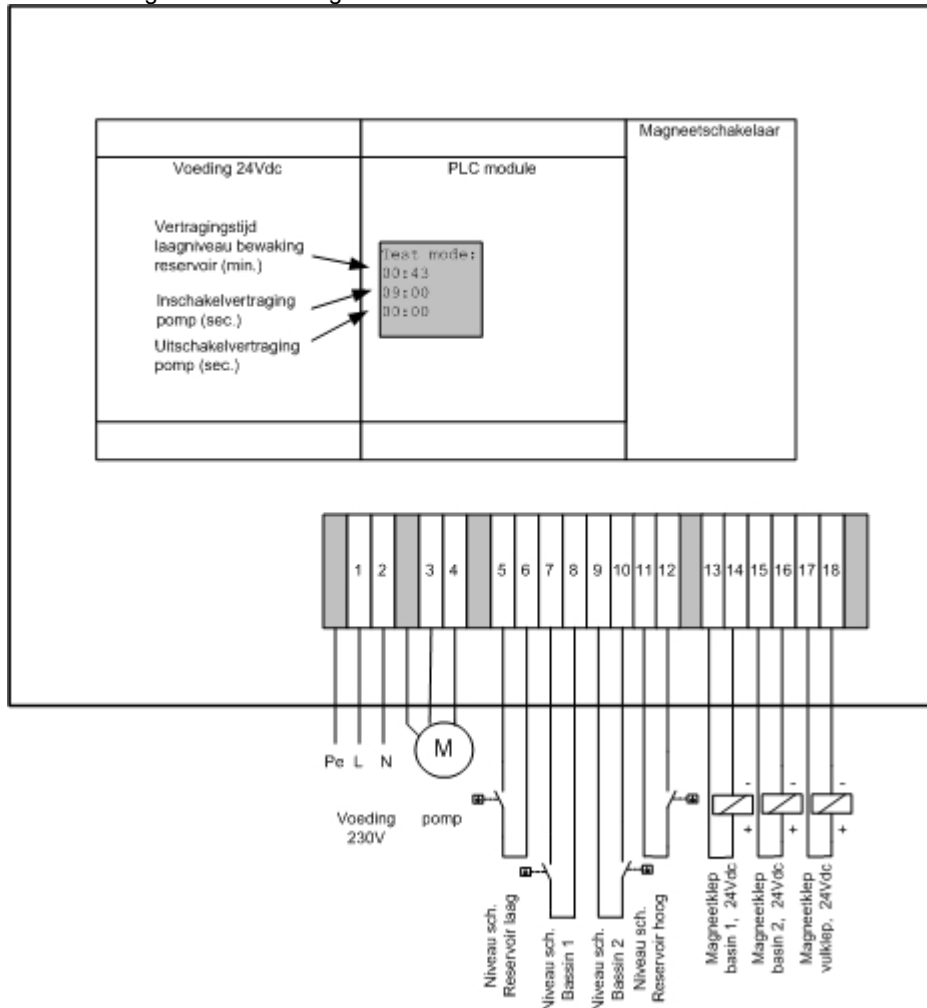 Magneetschakelaar
Voeding 24Vdc
PLC module
Vertragingstijd
laagniveau bewaking
reservoir (min.)
Inschakelvertraging
pomp (sec.)
Uitschakelvertraging
pomp (sec.)
Test mode:
00:43
09:00
00:00
1 2 3 4 5 6 7 8 9 10 11 12 13 14 15 16 17 18
Pe L N
M
Voeding
230V
pomp
- - -
+ + +
Niveau sch.
Reservoir laag
Niveau sch.
Bassin 1
Niveau sch.
Bassin 2
Niveau sch.
Reservoir hoog
Magneetklep
basin 1, 24Vdc
Magneetklep
basin 2, 24Vdc
Magneetklep
vulklep, 24Vdc